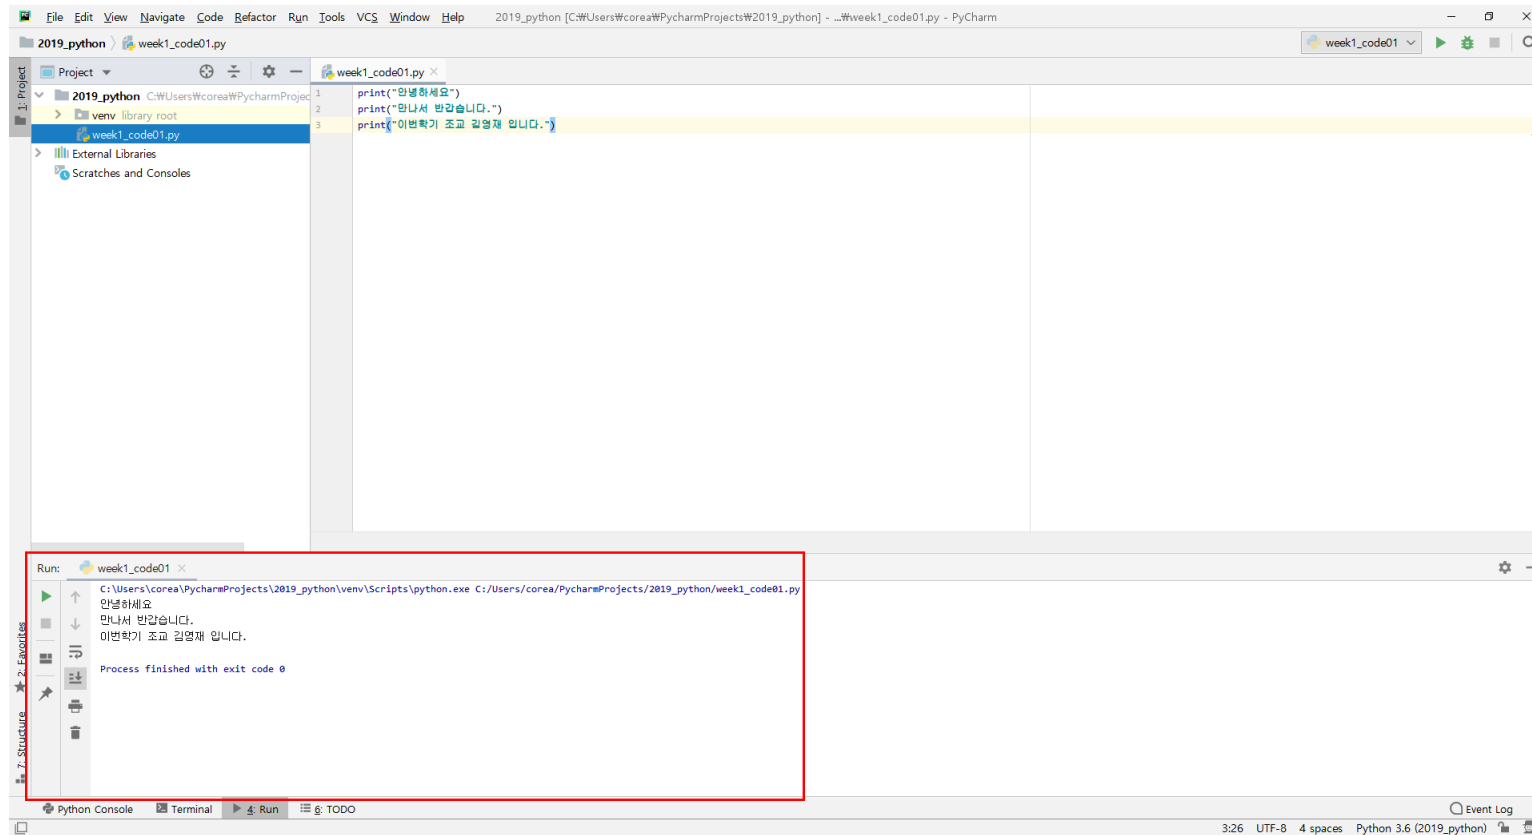 File Edit View Navigate Code Refactor Run Tools VCS Window Help 2019_python [C:₩Users₩corea₩PycharmProjects₩2019_python] - ...₩week1_code01.py - PyCharm
2019_python week1_code01.py week1_code01
1: Project
Project week1_code01.py
2019_python C:₩Users₩corea₩PycharmProjec
venv library root
week1_code01.py
External Libraries
Scratches and Consoles
1 print("안녕하세요")
2 print("만나서 반갑습니다.")
3 print("이번학기 조교 김영재 입니다.")
Run: week1_code01
C:\Users\corea\PycharmProjects\2019_python\venv\Scripts\python.exe C:/Users/corea/PycharmProjects/2019_python/week1_code01.py
안녕하세요
만나서 반갑습니다.
이번학기 조교 김영재 입니다.
Process finished with exit code 0
2: Favorites
7: Structure
Python Console Terminal 4: Run 6: TODO Event Log
3:26 UTF-8 4 spaces Python 3.6 (2019_python)